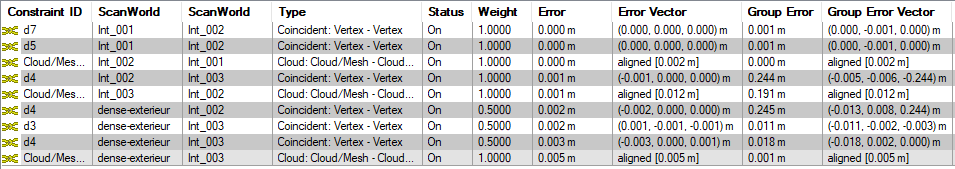 Constraint ID ScanWorld ScanWorld Type Status Weight Error Error Vector Group Error Group Error Vector
d7 Int_001 Int_002 Coincident: Vertex - Vertex On 1.0000 0.000 m (0.000, 0.000, 0.000) m 0.001 m (0.000, -0.001, 0.000) m
d5 Int_001 Int_002 Coincident: Vertex - Vertex On 1.0000 0.000 m (0.000, 0.000, 0.000) m 0.001 m (0.000, -0.001, 0.000) m
Cloud/Mes... Int_002 Int_001 Cloud: Cloud/Mesh - Cloud... On 1.0000 0.000 m aligned [0.002 m] 0.000 m aligned [0.002 m]
d4 Int_002 Int_003 Coincident: Vertex - Vertex On 1.0000 0.001 m (-0.001, 0.000, 0.000) m 0.244 m (-0.005, -0.006, -0.244) m
Cloud/Mes... Int_003 Int_002 Cloud: Cloud/Mesh - Cloud... On 1.0000 0.001 m aligned [0.012 m] 0.191 m aligned [0.012 m]
d4 dense-exterieur Int_002 Coincident: Vertex - Vertex On 0.5000 0.002 m (-0.002, 0.000, 0.000) m 0.245 m (-0.013, 0.008, 0.244) m
d3 dense-exterieur Int_003 Coincident: Vertex - Vertex On 0.5000 0.002 m (0.001, -0.001, -0.001) m 0.011 m (-0.011, -0.002, -0.003) m
d4 dense-exterieur Int_003 Coincident: Vertex - Vertex On 0.5000 0.003 m (-0.003, 0.000, 0.001) m 0.018 m (-0.018, 0.002, 0.000) m
Cloud/Mes... dense-exterieur Int_003 Cloud: Cloud/Mesh - Cloud... On 1.0000 0.005 m aligned [0.005 m] 0.001 m aligned [0.005 m]